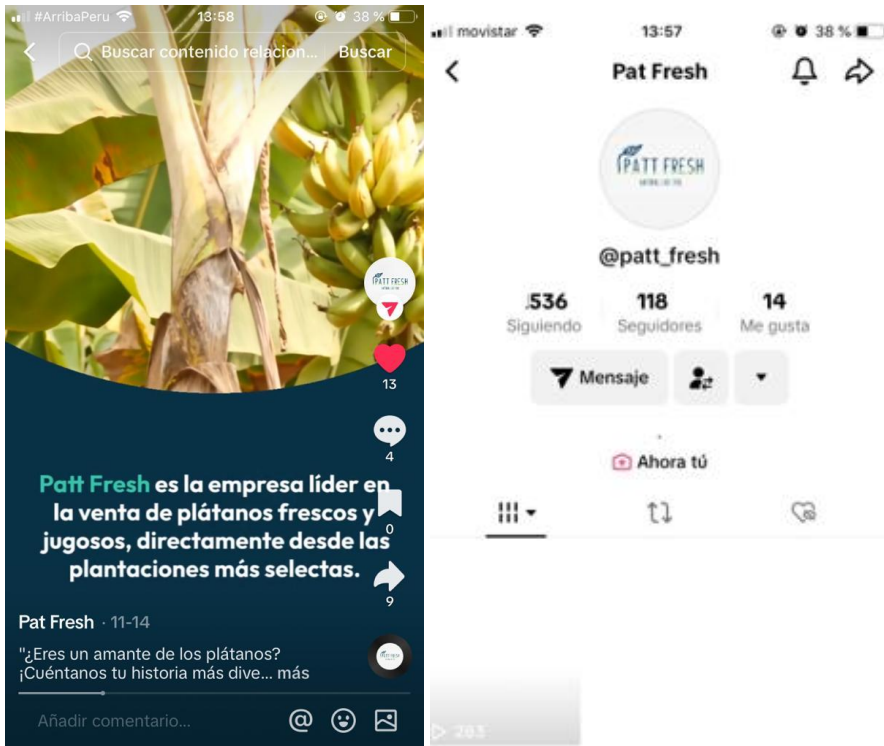 #ArribaPeru
13:58
38 %
Buscar contenido relacion...
Buscar
PATT FRESH
13
4
0
9
Patt Fresh es la empresa líder en
la venta de plátanos frescos y
jugosos, directamente desde las
plantaciones más selectas.
Pat Fresh · 11-14
"¿Eres un amante de los plátanos?
¡Cuéntanos tu historia más dive... más
Añadir comentario...
movistar
13:57
38 %
Pat Fresh
PATT FRESH
@patt_fresh
536
118
14
Siguiendo
Seguidores
Me gusta
Mensaje
Ahora tú
283